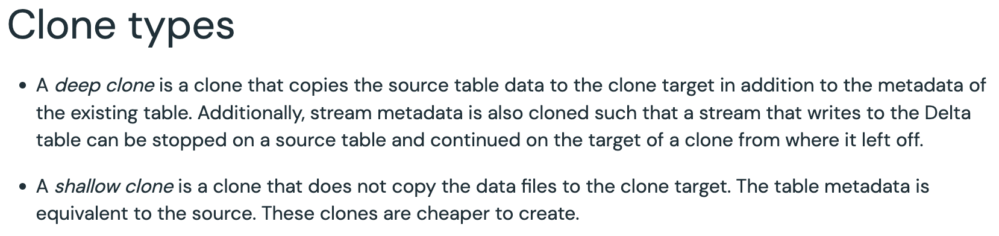 Clone types
• A deep clone is a clone that copies the source table data to the clone target in addition to the metadata of
the existing table. Additionally, stream metadata is also cloned such that a stream that writes to the Delta
table can be stopped on a source table and continued on the target of a clone from where it left off.
• A shallow clone is a clone that does not copy the data files to the clone target. The table metadata is
equivalent to the source. These clones are cheaper to create.